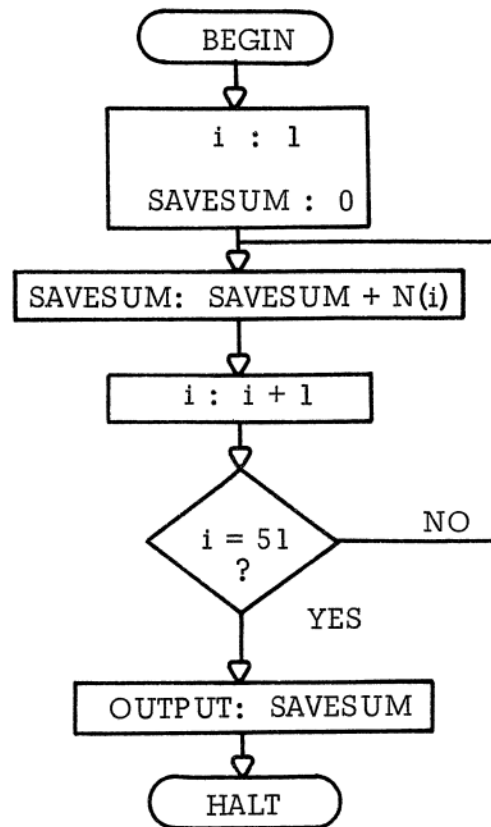 BEGIN
i : 1
SAVESUM : 0
SAVESUM: SAVESUM + N(i)
i : i + 1
i = 51
?
NO
YES
OUTPUT: SAVESUM
HALT